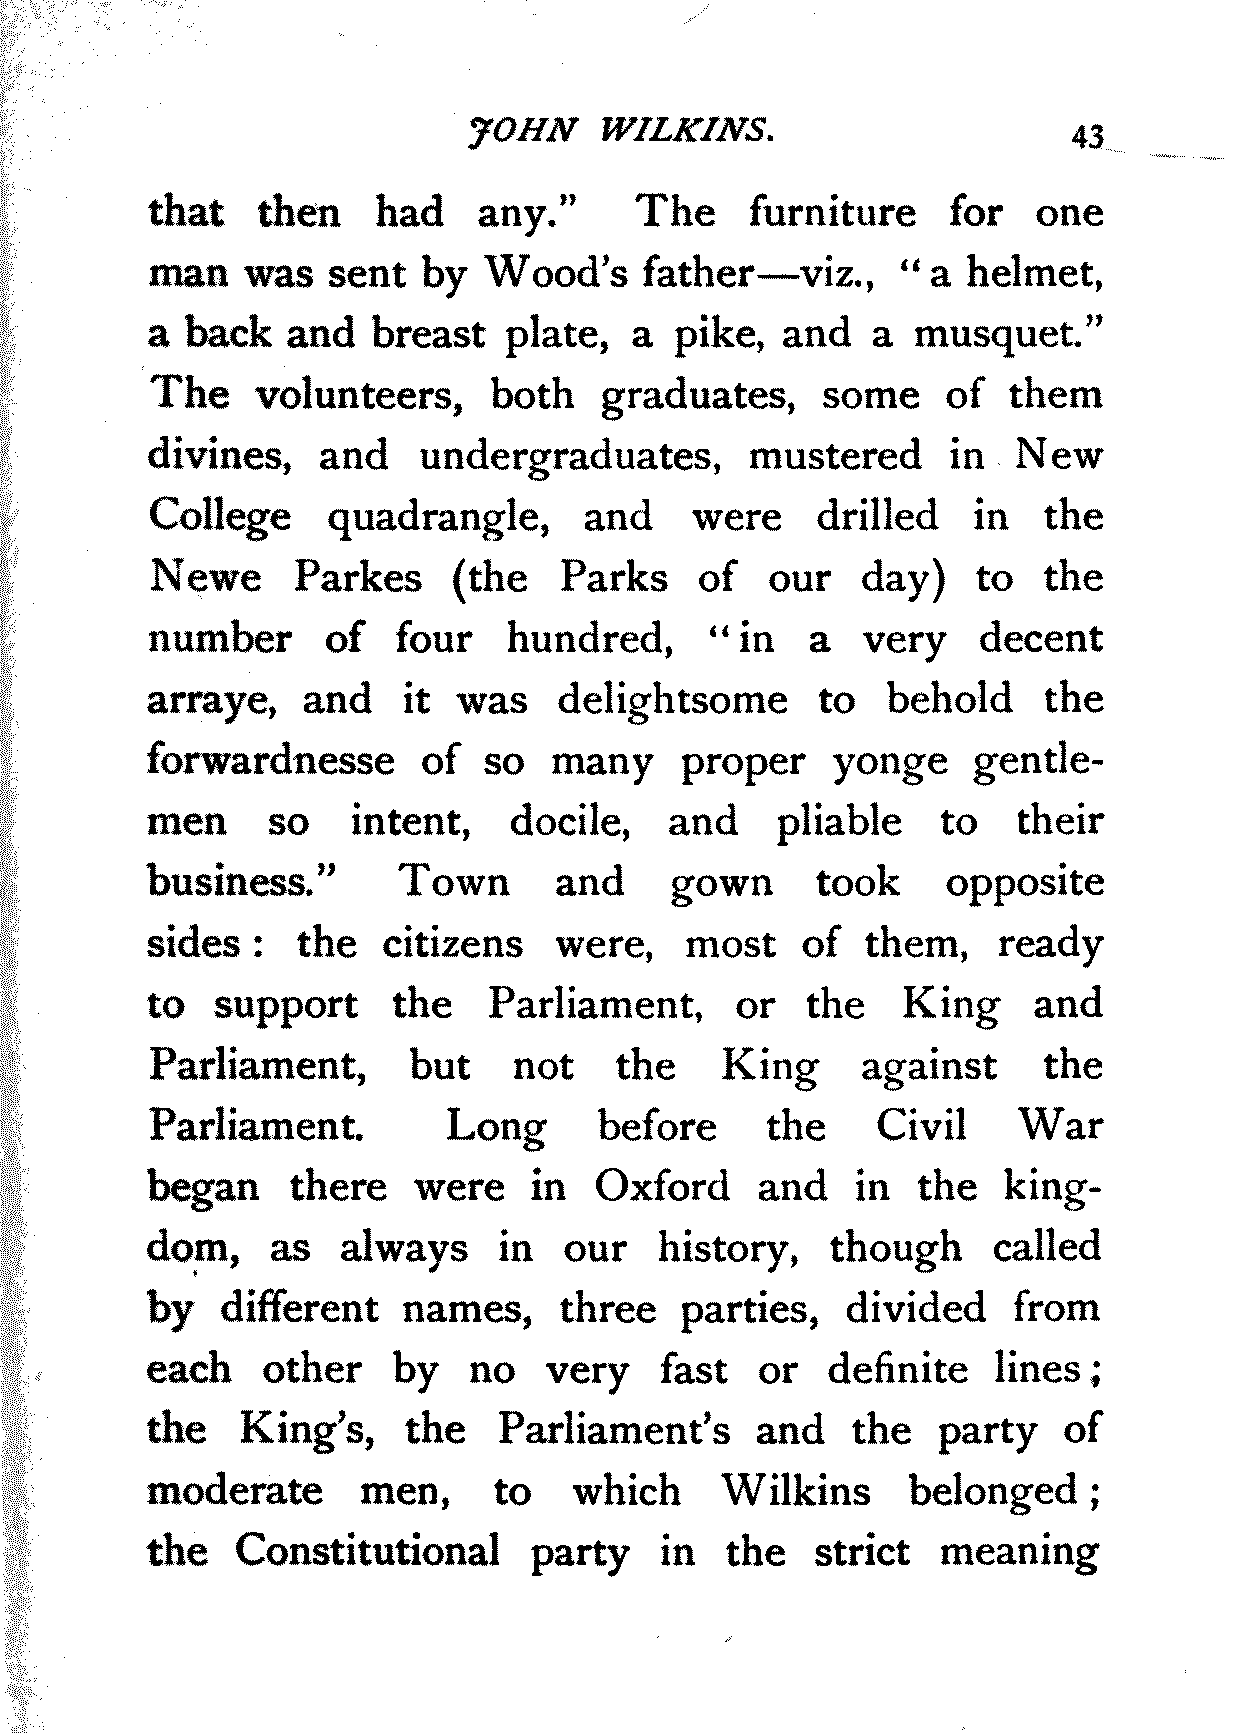 JOHN WILKINS. 43
that then had any." The furniture for one
man was sent by Wood's father—viz., "a helmet,
a back and breast plate, a pike, and a musquet."
The volunteers, both graduates, some of them
divines, and undergraduates, mustered in New
College quadrangle, and were drilled in the
Newe Parkes (the Parks of our day) to the
number of four hundred, "in a very decent
arraye, and it was delightsome to behold the
forwardnesse of so many proper yonge gentle-
men so intent, docile, and pliable to their
business." Town and gown took opposite
sides: the citizens were, most of them, ready
to support the Parliament, or the King and
Parliament, but not the King against the
Parliament. Long before the Civil War
began there were in Oxford and in the king-
dom, as always in our history, though called
by different names, three parties, divided from
each other by no very fast or definite lines;
the King's, the Parliament's and the party of
moderate men, to which Wilkins belonged;
the Constitutional party in the strict meaning